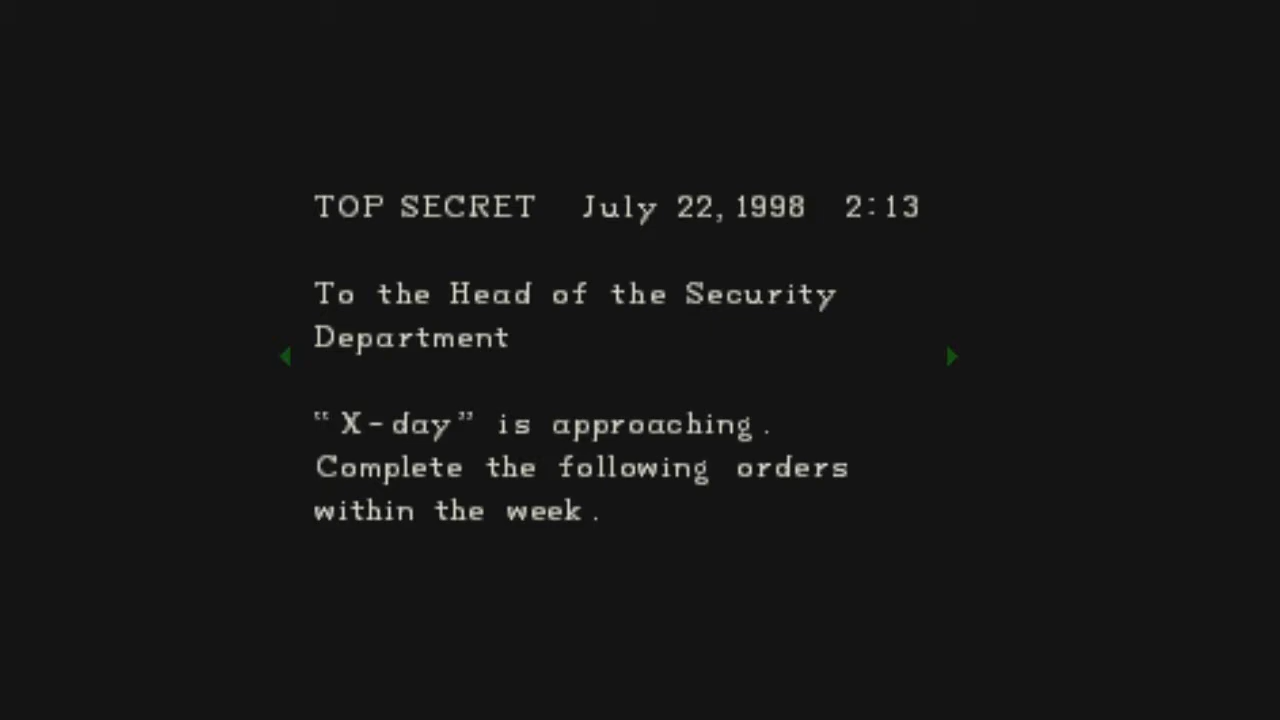 TOP SECRET July 22, 1998 2:13
To the Head of the Security
Department
“X-day” is approaching.
Complete the following orders
within the week.